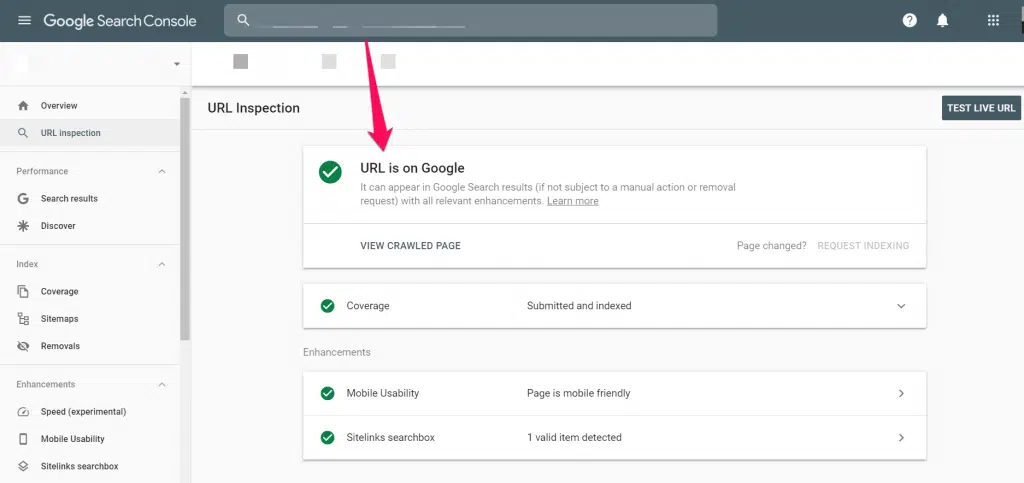 Google Search Console
Overview
URL inspection
Performance
Search results
Discover
Index
Coverage
Sitemaps
Removals
Enhancements
Speed (experimental)
Mobile Usability
Sitelinks searchbox
URL Inspection
TEST LIVE URL
URL is on Google
It can appear in Google Search results (if not subject to a manual action or removal
request) with all relevant enhancements. Learn more
VIEW CRAWLED PAGE
Page changed? REQUEST INDEXING
Coverage Submitted and indexed
Enhancements
Mobile Usability Page is mobile friendly
Sitelinks searchbox 1 valid item detected